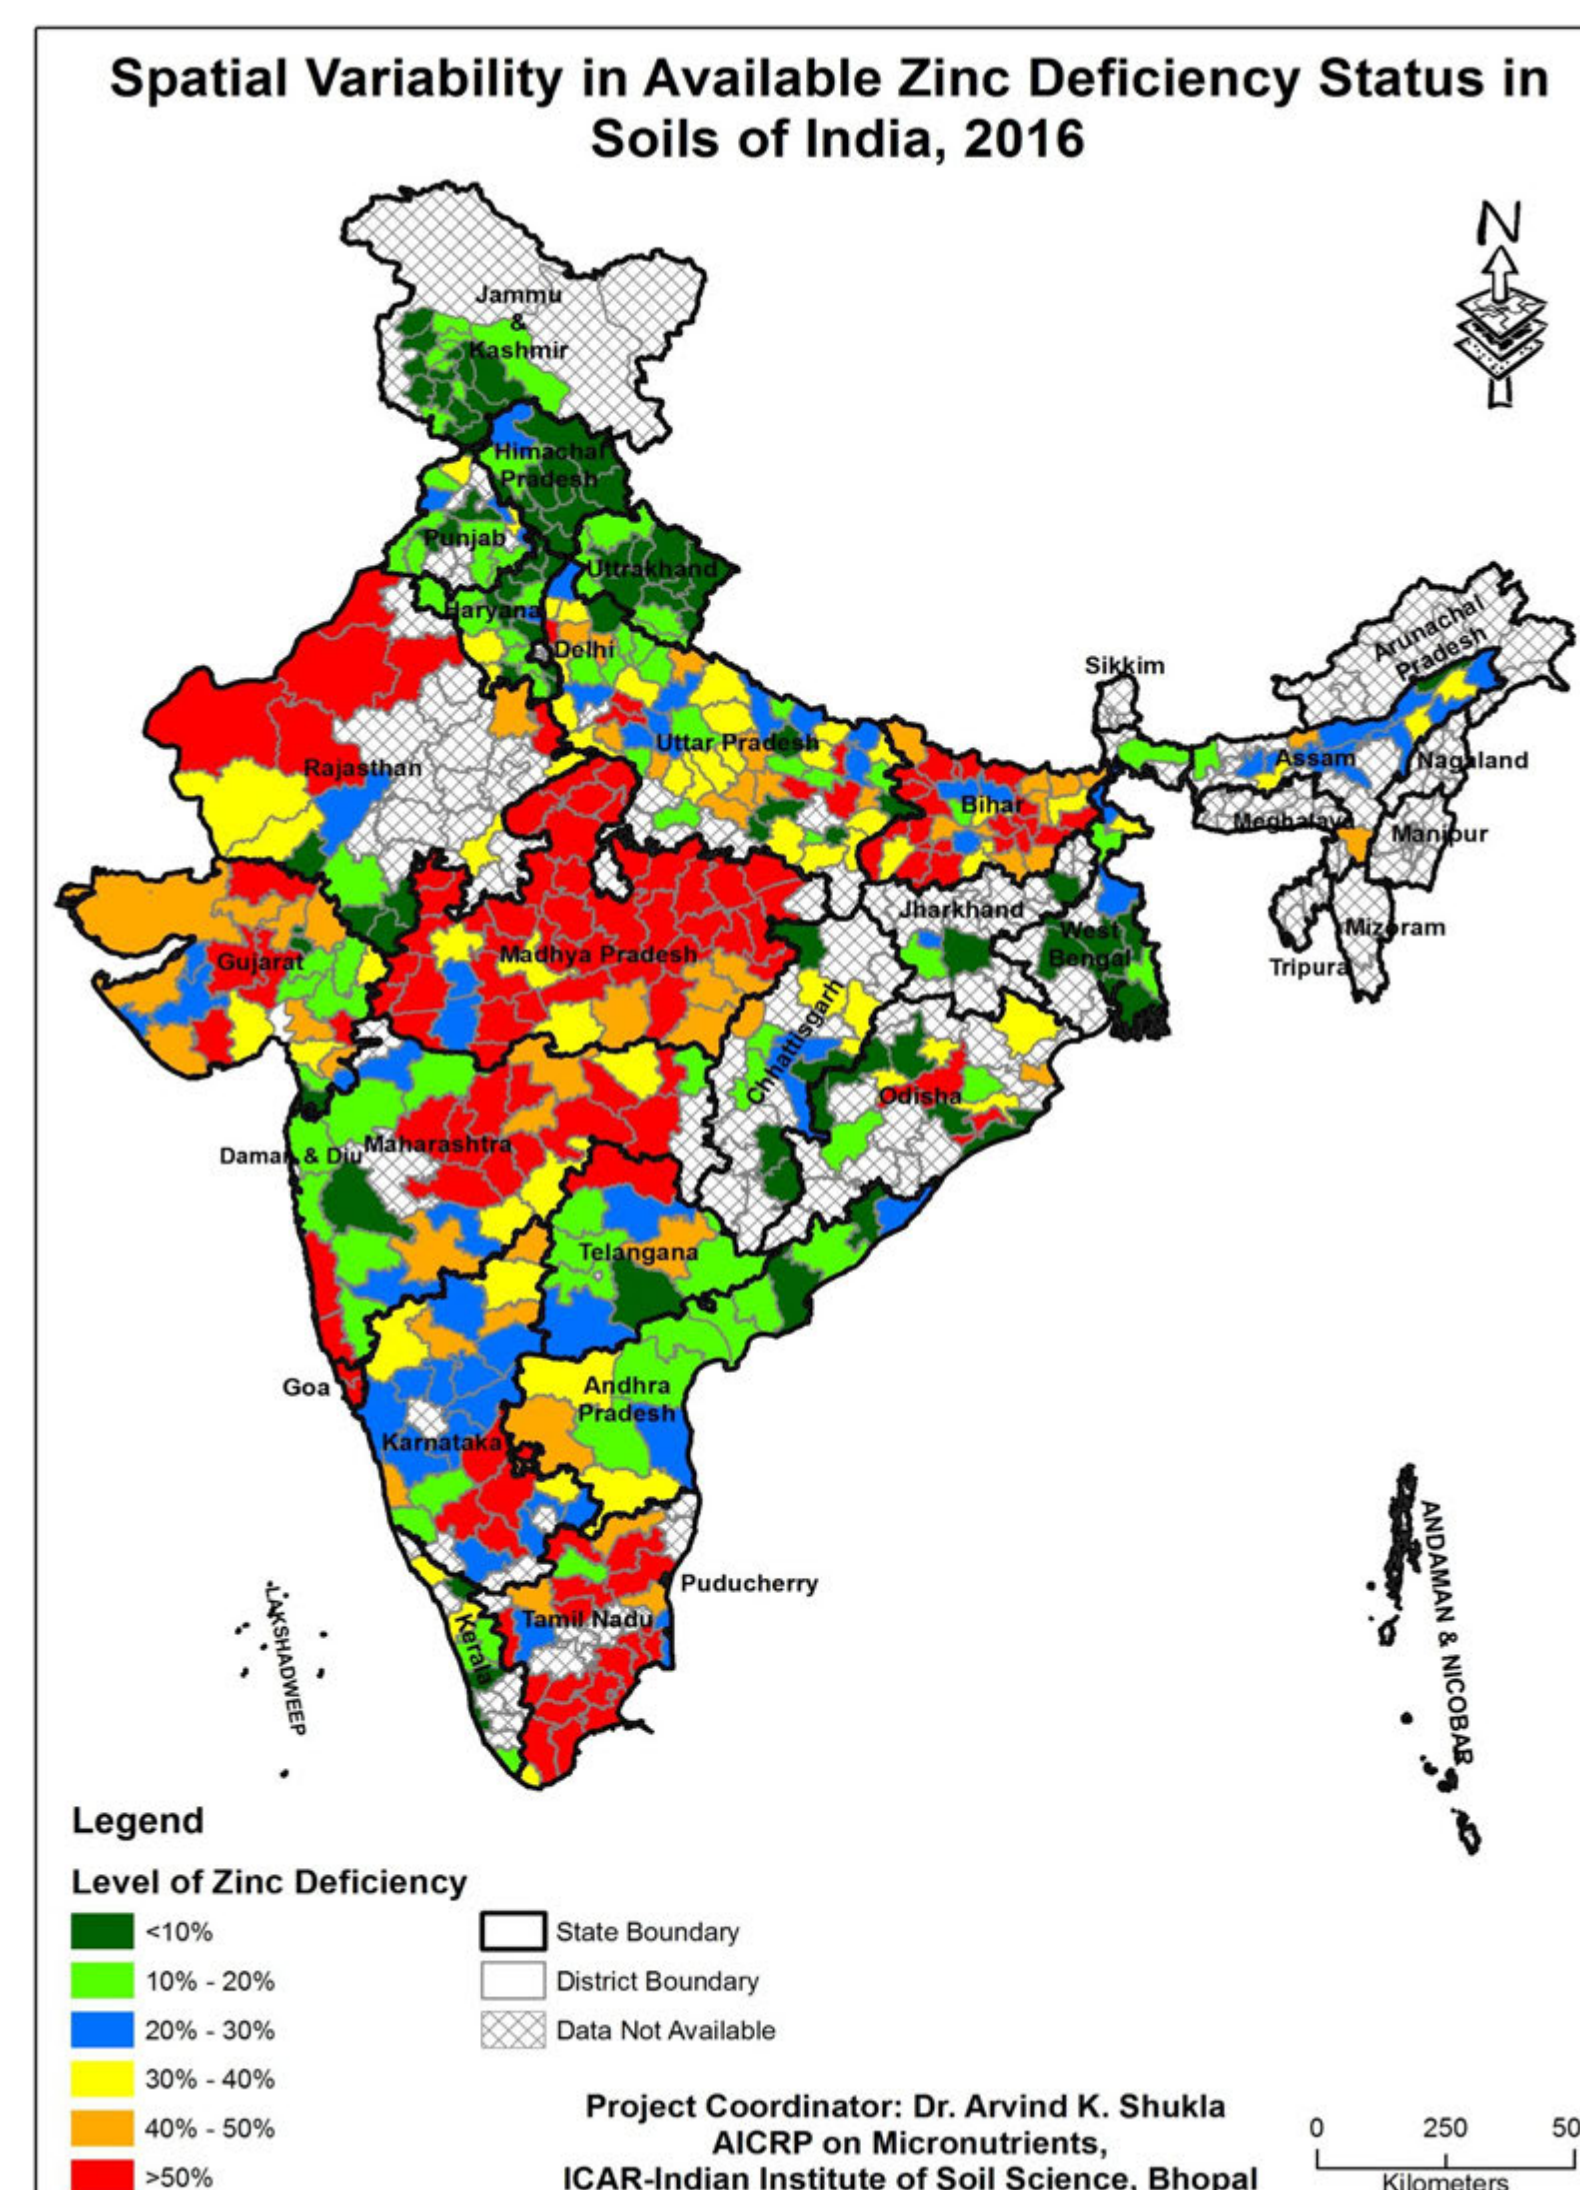 Spatial Variability in Available Zinc Deficiency Status in
Soils of India, 2016
N
Jammu
&
Kashmir
Himachal
Pradesh
Punjab
Uttrakhand
Haryana
Delhi
Arunachal
Pradesh
Sikkim
Uttar Pradesh
Rajasthan
Assam
Nagaland
Bihar
Meghalaya
Manipur
Jharkhand
West
Bengal
Mizoram
Tripura
Madhya Pradesh
Gujarat
Chhattisgarh
Odisha
Maharashtra
Daman & Diu
Telangana
Goa
Andhra
Pradesh
Karnataka
Puducherry
Tamil Nadu
Kerala
LAKSHADWEEP
ANDAMAN & NICOBAR
Legend
Level of Zinc Deficiency
<10%
10% - 20%
20% - 30%
30% - 40%
40% - 50%
>50%
State Boundary
District Boundary
Data Not Available
Project Coordinator: Dr. Arvind K. Shukla
AICRP on Micronutrients,
ICAR-Indian Institute of Soil Science, Bhopal
0 250 50
Kilometers